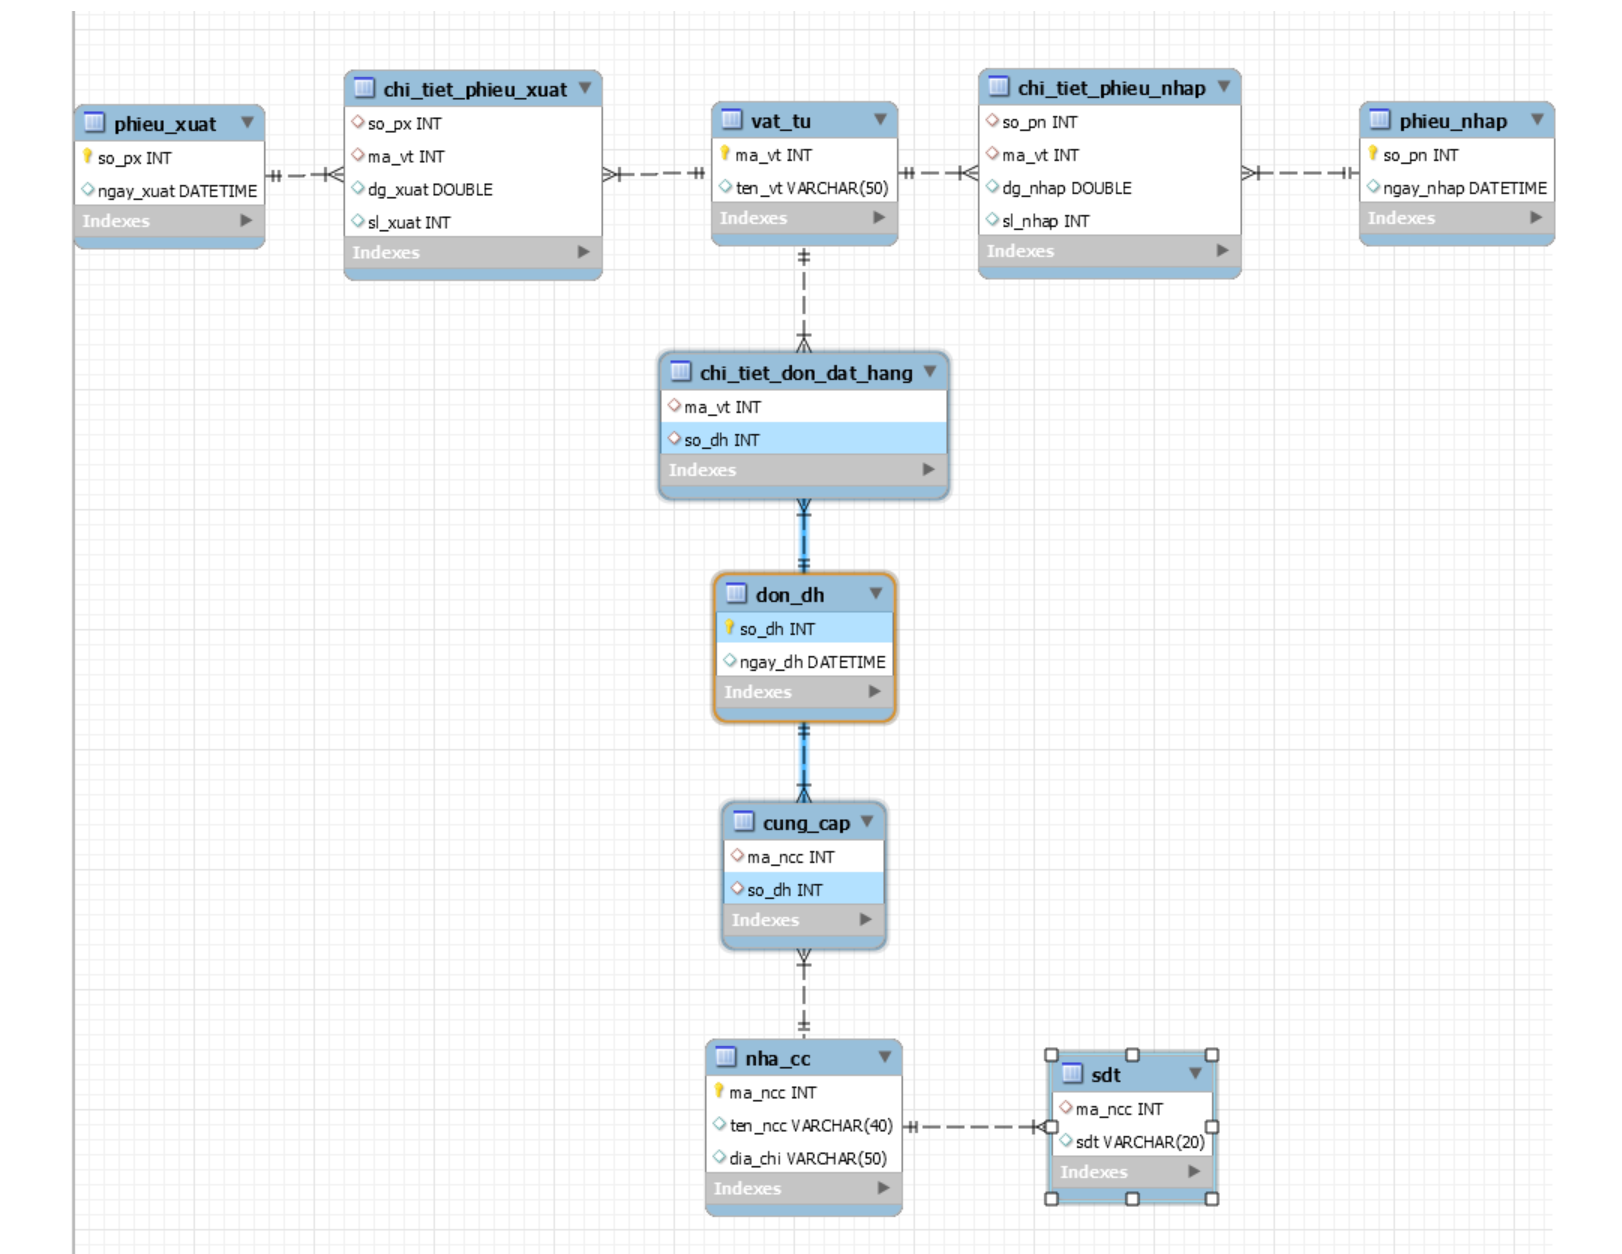 phieu_xuat
so_px INT
ngay_xuat DATETIME
Indexes
chi_tiet_phieu_xuat
so_px INT
ma_vt INT
dg_xuat DOUBLE
sl_xuat INT
Indexes
vat_tu
ma_vt INT
ten_vt VARCHAR(50)
Indexes
chi_tiet_phieu_nhap
so_pn INT
ma_vt INT
dg_nhap DOUBLE
sl_nhap INT
Indexes
phieu_nhap
so_pn INT
ngay_nhap DATETIME
Indexes
chi_tiet_don_dat_hang
ma_vt INT
so_dh INT
Indexes
don_dh
so_dh INT
ngay_dh DATETIME
Indexes
cung_cap
ma_ncc INT
so_dh INT
Indexes
nha_cc
ma_ncc INT
ten_ncc VARCHAR(40)
dia_chi VARCHAR(50)
Indexes
sdt
ma_ncc INT
sdt VARCHAR(20)
Indexes